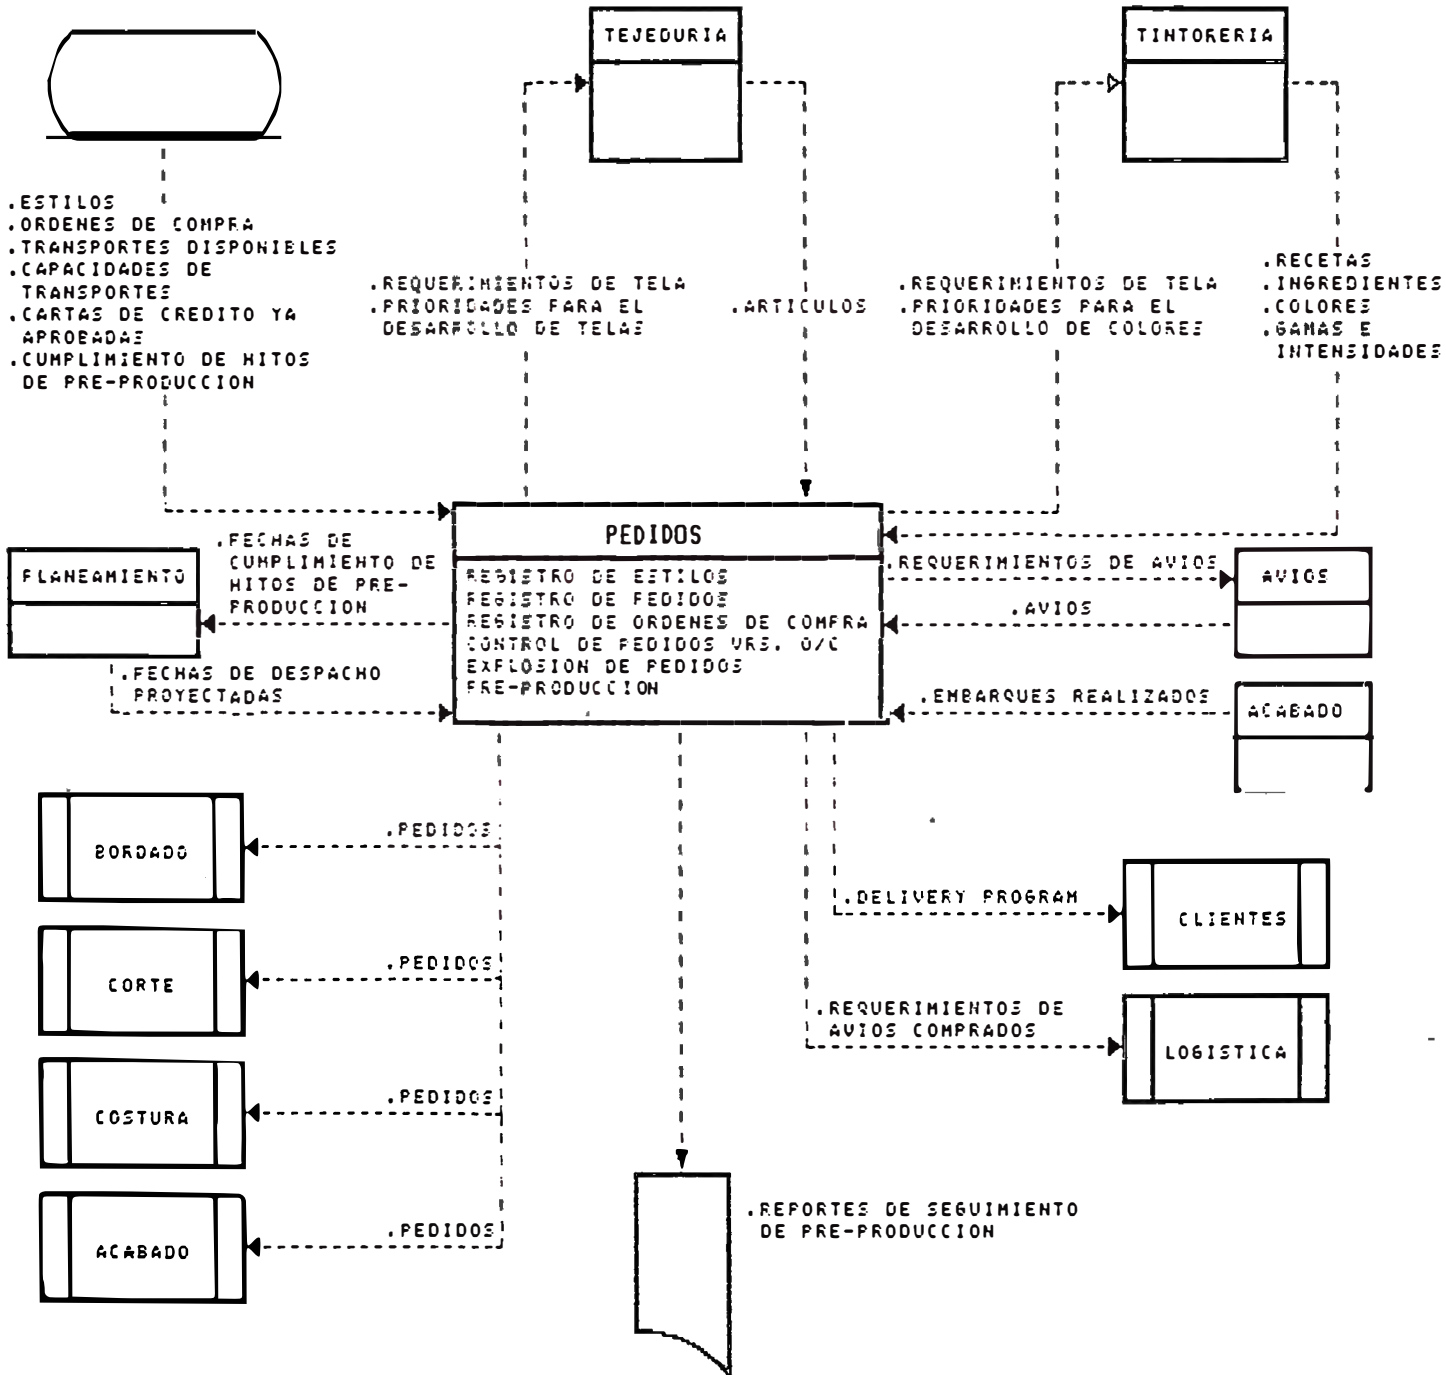 TEJEDURIA
TINTORERIA
.ESTILOS
.ORDENES DE COMPRA
.TRANSPORTES DISPONIBLES
.CAPACIDADES DE
TRANSPORTES
.CARTAS DE CREDITO YA
APROBADAS
.CUMPLIMIENTO DE HITOS
DE PRE-PRODUCCION
.REQUERIMIENTOS DE TELA
.PRIORIDADES PARA EL
DESARROLLO DE TELAS
.ARTICULOS
.REQUERIMIENTOS DE TELA
.PRIORIDADES PARA EL
DESARROLLO DE COLORES
.RECETAS
.INGREDIENTES
.COLORES
.GAMAS E
INTENSIDADES
PLANEAMIENTO
.FECHAS DE
CUMPLIMIENTO DE
HITOS DE PRE-
PRODUCCION
.FECHAS DE DESPACHO
PROYECTADAS
PEDIDOS
REGISTRO DE ESTILOS
REGISTRO DE PEDIDOS
REGISTRO DE ORDENES DE COMPRA
CONTROL DE PEDIDOS VRS. O/C
EXPLOSION DE PEDIDOS
PRE-PRODUCCION
.REQUERIMIENTOS DE AVIOS
.AVIOS
AVIOS
.EMBARQUES REALIZADOS
ACABADO
BORDADO
.PEDIDOS
CORTE
.PEDIDOS
COSTURA
.PEDIDOS
ACABADO
.PEDIDOS
.DELIVERY PROGRAM
CLIENTES
.REQUERIMIENTOS DE
AVIOS COMPRADOS
LOGISTICA
.REPORTES DE SEGUIMIENTO
DE PRE-PRODUCCION